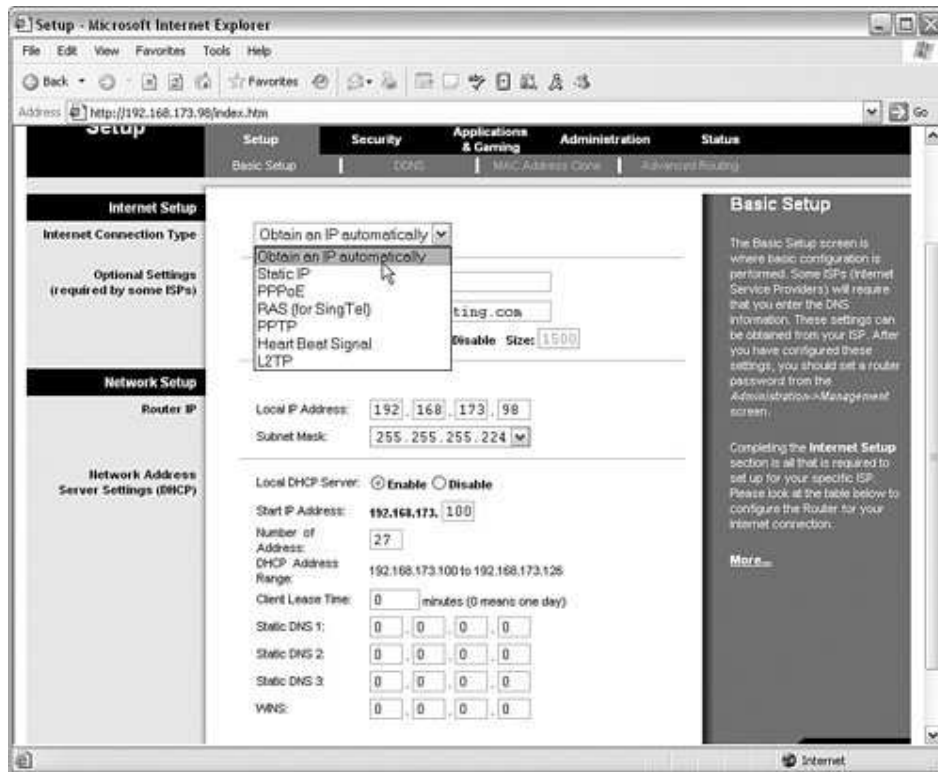 Setup - Microsoft Internet Explorer
File Edit View Favorites Tools Help
Back Favorites
Address http://192.168.173.98/index.htm Go
Setup
Setup Security Applications & Gaming Administration Status
Basic Setup DDNS MAC Address Clone Advanced Routing
Internet Setup
Internet Connection Type
Obtain an IP automatically
Obtain an IP automatically
Static IP
PPPoE
RAS (for SingTel)
PPTP
Heart Beat Signal
L2TP
Optional Settings
(required by some ISPs)
ting.com
Disable Size: 1500
Network Setup
Router IP
Local IP Address: 192 . 168 . 173 . 98
Subnet Mask: 255.255.255.224
Network Address
Server Settings (DHCP)
Local DHCP Server: Enable Disable
Start IP Address: 192.168.173. 100
Number of
Address: 27
DHCP Address
Range: 192.168.173.100 to 192.168.173.126
Client Lease Time: 0 minutes (0 means one day)
Static DNS 1: 0 . 0 . 0 . 0
Static DNS 2: 0 . 0 . 0 . 0
Static DNS 3: 0 . 0 . 0 . 0
WINS: 0 . 0 . 0 . 0
Basic Setup
The Basic Setup screen is
where basic configuration is
performed. Some ISPs (Internet
Service Providers) will require
that you enter the DNS
information. These settings can
be obtained from your ISP. After
you have configured these
settings, you should set a router
password from the
Administration->Management
screen.
Completing the Internet Setup
section is all that is required to
set up for your specific ISP.
Please look at the table below to
configure the Router for your
internet connection.
More...
Internet